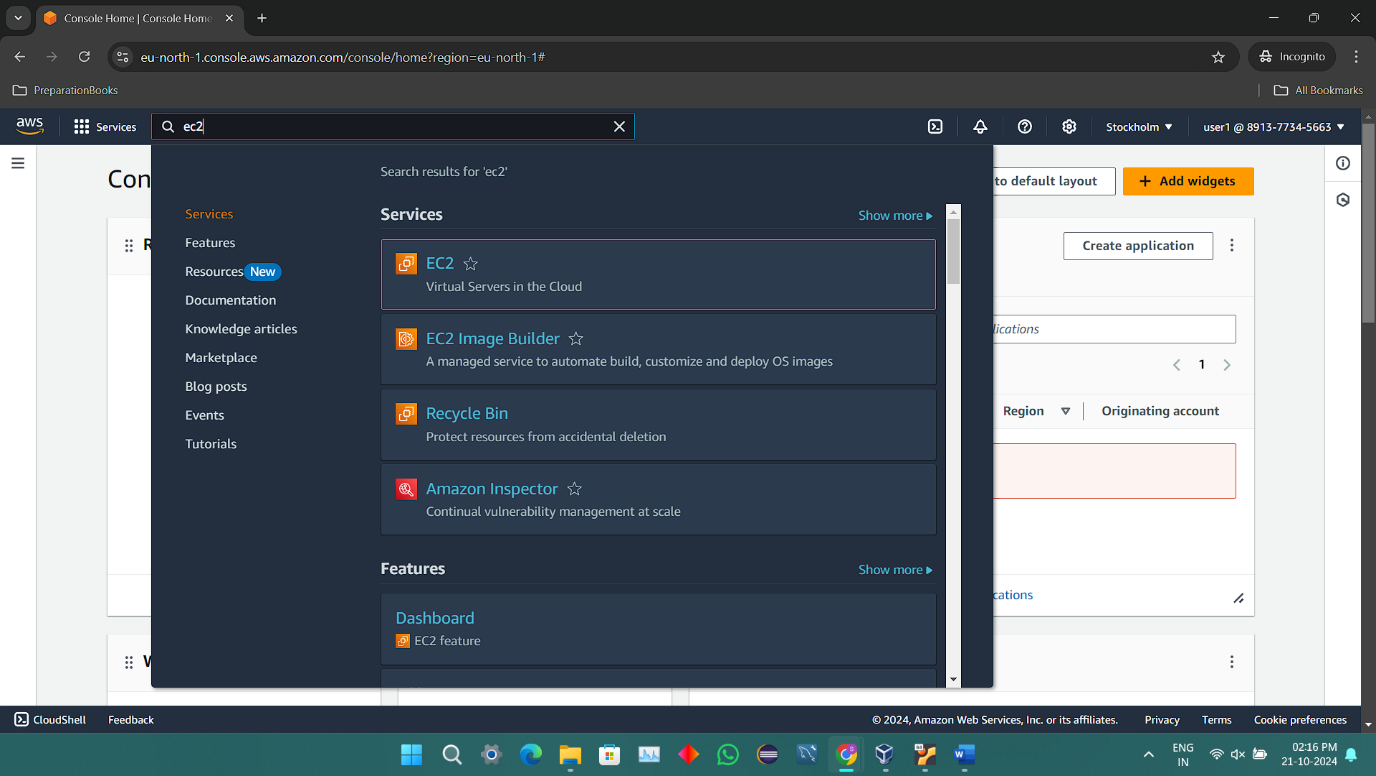 Console Home | Console Home
eu-north-1.console.aws.amazon.com/console/home?region=eu-north-1#
Incognito
PreparationBooks
All Bookmarks
aws
Services
ec2
Stockholm
user1 @ 8913-7734-5663
Con
to default layout
+ Add widgets
Search results for 'ec2'
Services
Features
Resources New
Documentation
Knowledge articles
Marketplace
Blog posts
Events
Tutorials
Services
Show more
EC2
Virtual Servers in the Cloud
EC2 Image Builder
A managed service to automate build, customize and deploy OS images
Recycle Bin
Protect resources from accidental deletion
Amazon Inspector
Continual vulnerability management at scale
Features
Show more
Dashboard
EC2 feature
Create application
lications
1
Region
Originating account
cations
CloudShell
Feedback
© 2024, Amazon Web Services, Inc. or its affiliates.
Privacy
Terms
Cookie preferences
ENG
IN
02:16 PM
21-10-2024